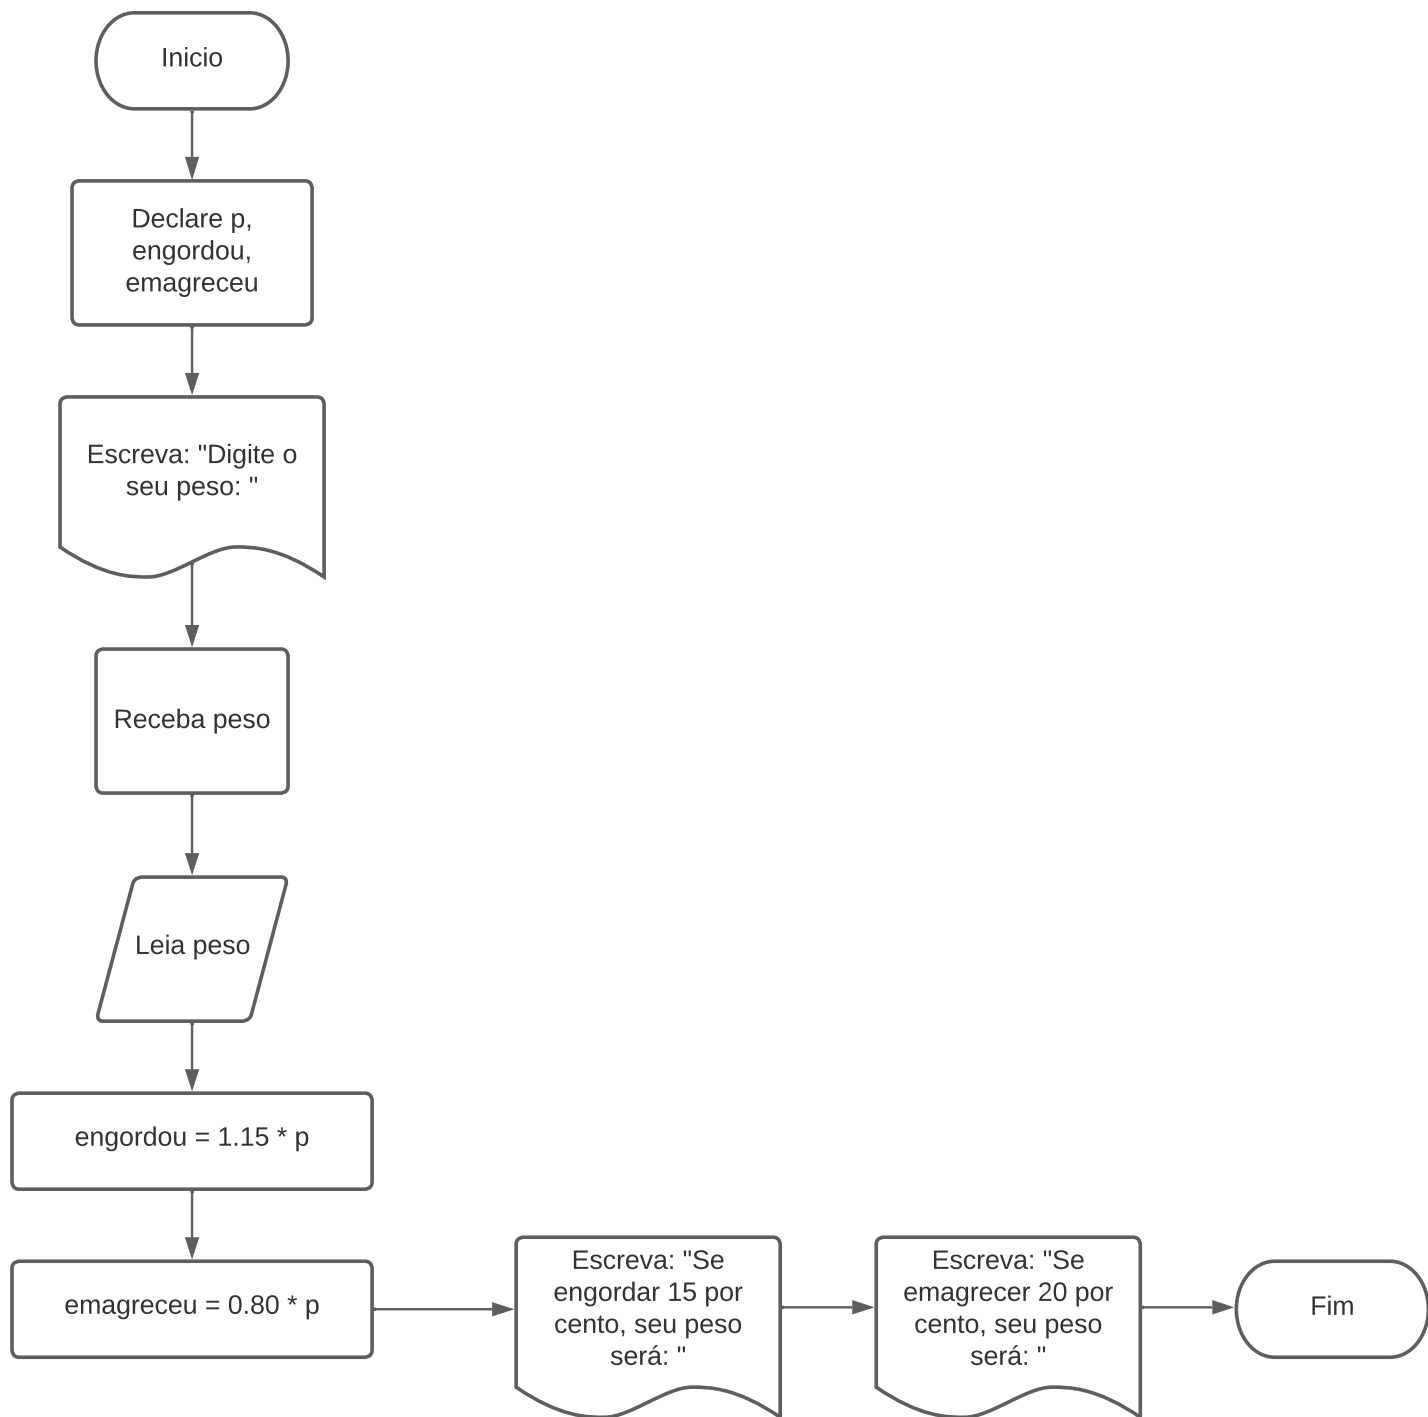 Inicio
Declare p,
engordou,
emagreceu
Escreva: "Digite o
seu peso: "
Receba peso
Leia peso
engordou = 1.15 * p
emagreceu = 0.80 * p
Escreva: "Se
engordar 15 por
cento, seu peso
será: "
Escreva: "Se
emagrecer 20 por
cento, seu peso
será: "
Fim